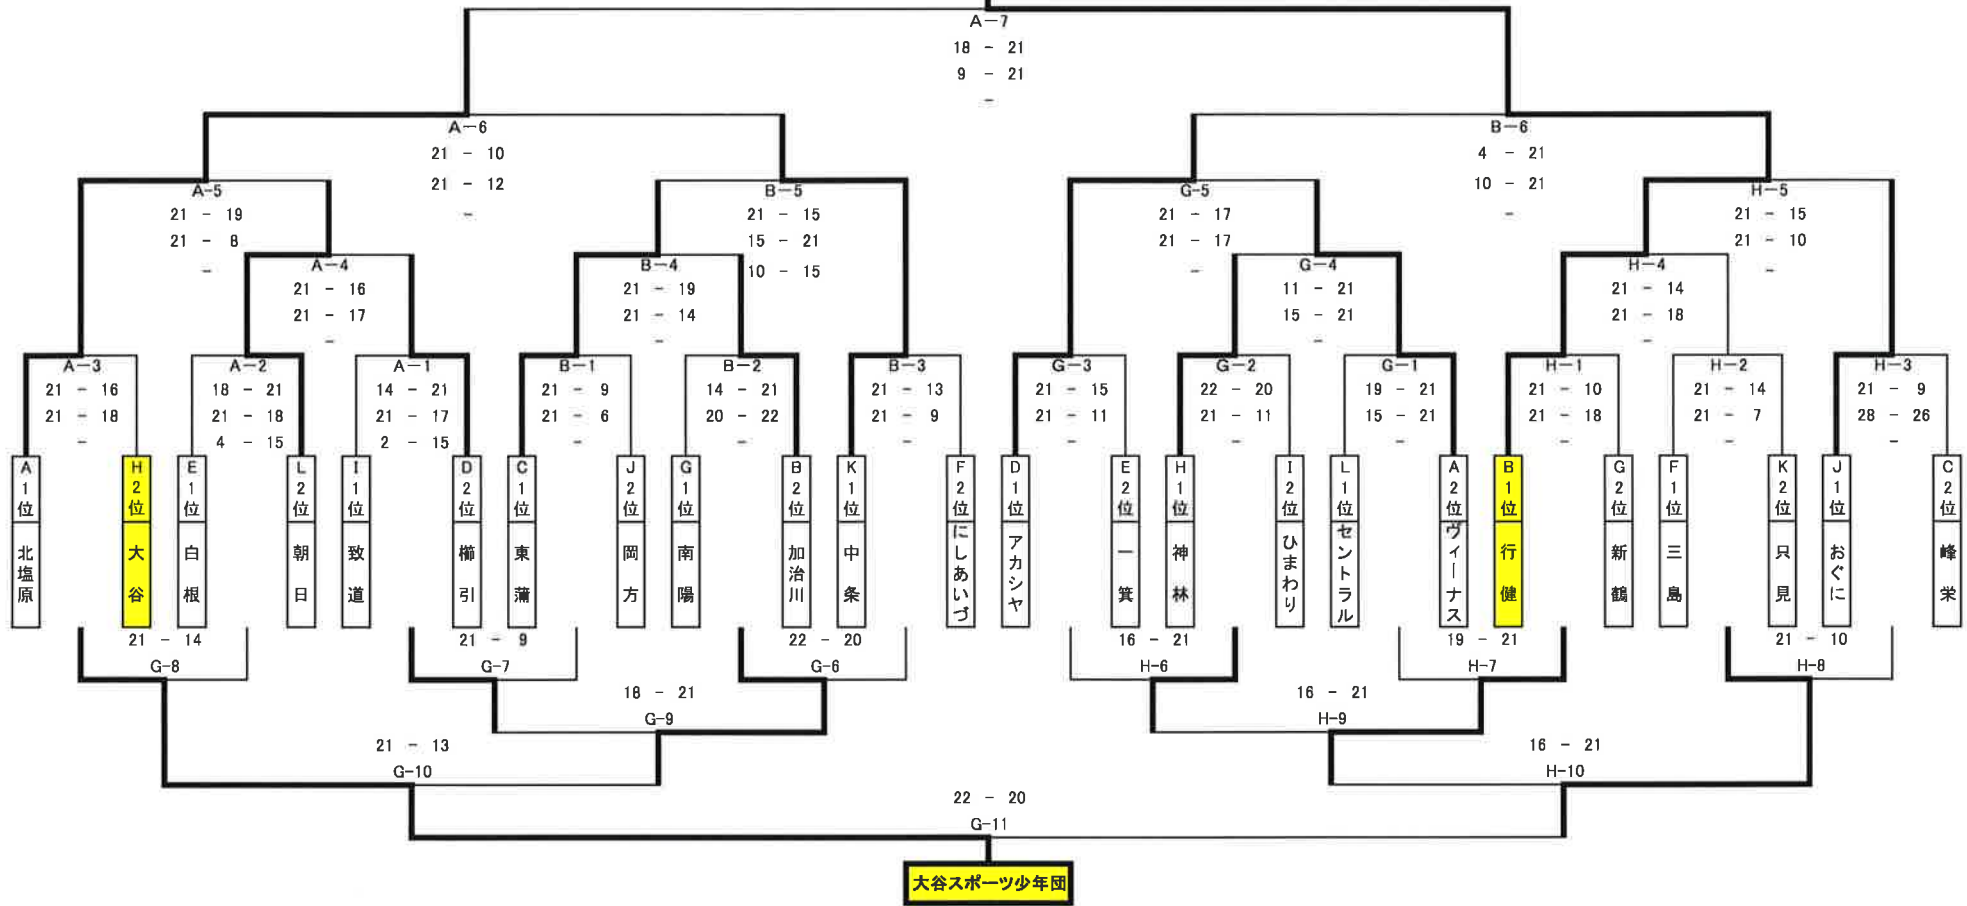 A-7
18 - 21
9 - 21
-
A-6
21 - 10
21 - 12
-
B-6
4 - 21
10 - 21
-
A-5
21 - 19
21 - 8
-
B-5
21 - 15
15 - 21
10 - 15
G-5
21 - 17
21 - 17
-
H-5
21 - 15
21 - 10
-
A-4
21 - 16
21 - 17
-
B-4
21 - 19
21 - 14
-
G-4
11 - 21
15 - 21
-
H-4
21 - 14
21 - 18
-
A-3
21 - 16
21 - 18
-
A-2
18 - 21
21 - 18
4 - 15
A-1
14 - 21
21 - 17
2 - 15
B-1
21 - 9
21 - 6
-
B-2
14 - 21
20 - 22
-
B-3
21 - 13
21 - 9
-
G-3
21 - 15
21 - 11
-
G-2
22 - 20
21 - 11
-
G-1
19 - 21
15 - 21
-
H-1
21 - 10
21 - 18
-
H-2
21 - 14
21 - 7
-
H-3
21 - 9
28 - 26
-
A1位
北塩原
H2位
大谷
E1位
白根
L2位
朝日
I1位
致道
D2位
櫛引
C1位
東蒲
J2位
岡方
G1位
南陽
B2位
加治川
K1位
中条
F2位
にしあいづ
D1位
アカシヤ
E2位
一箕
H1位
神林
I2位
ひまわり
L1位
セントラル
A2位
ヴィーナス
B1位
行健
G2位
新鶴
F1位
三島
K2位
只見
J1位
おぐに
C2位
峰栄
21 - 14
G-8
21 - 9
G-7
22 - 20
G-6
16 - 21
H-6
19 - 21
H-7
21 - 10
H-8
18 - 21
G-9
16 - 21
H-9
21 - 13
G-10
16 - 21
H-10
22 - 20
G-11
大谷スポーツ少年団